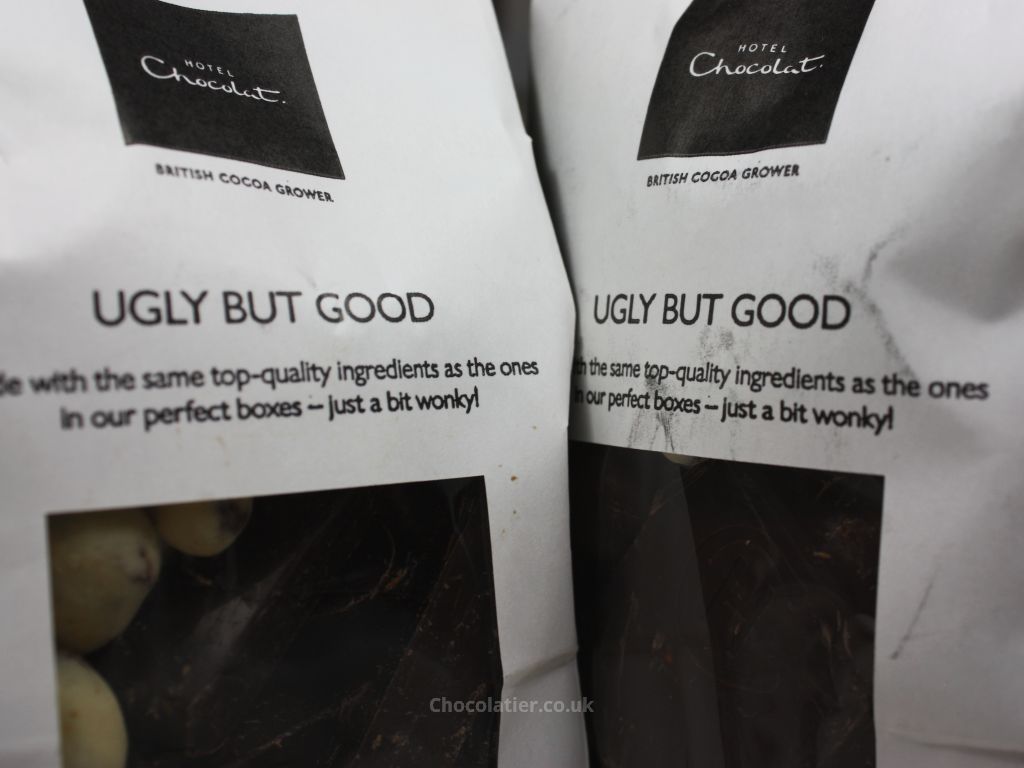 HOTEL
Chocolat.
BRITISH COCOA GROWER
UGLY BUT GOOD
with the same top-quality ingredients as the ones
in our perfect boxes – just a bit wonky!
HOTEL
Chocolat.
BRITISH COCOA GROWER
UGLY BUT GOOD
the same top-quality ingredients as the ones
in our perfect boxes – just a bit wonky!
Chocolatier.co.uk